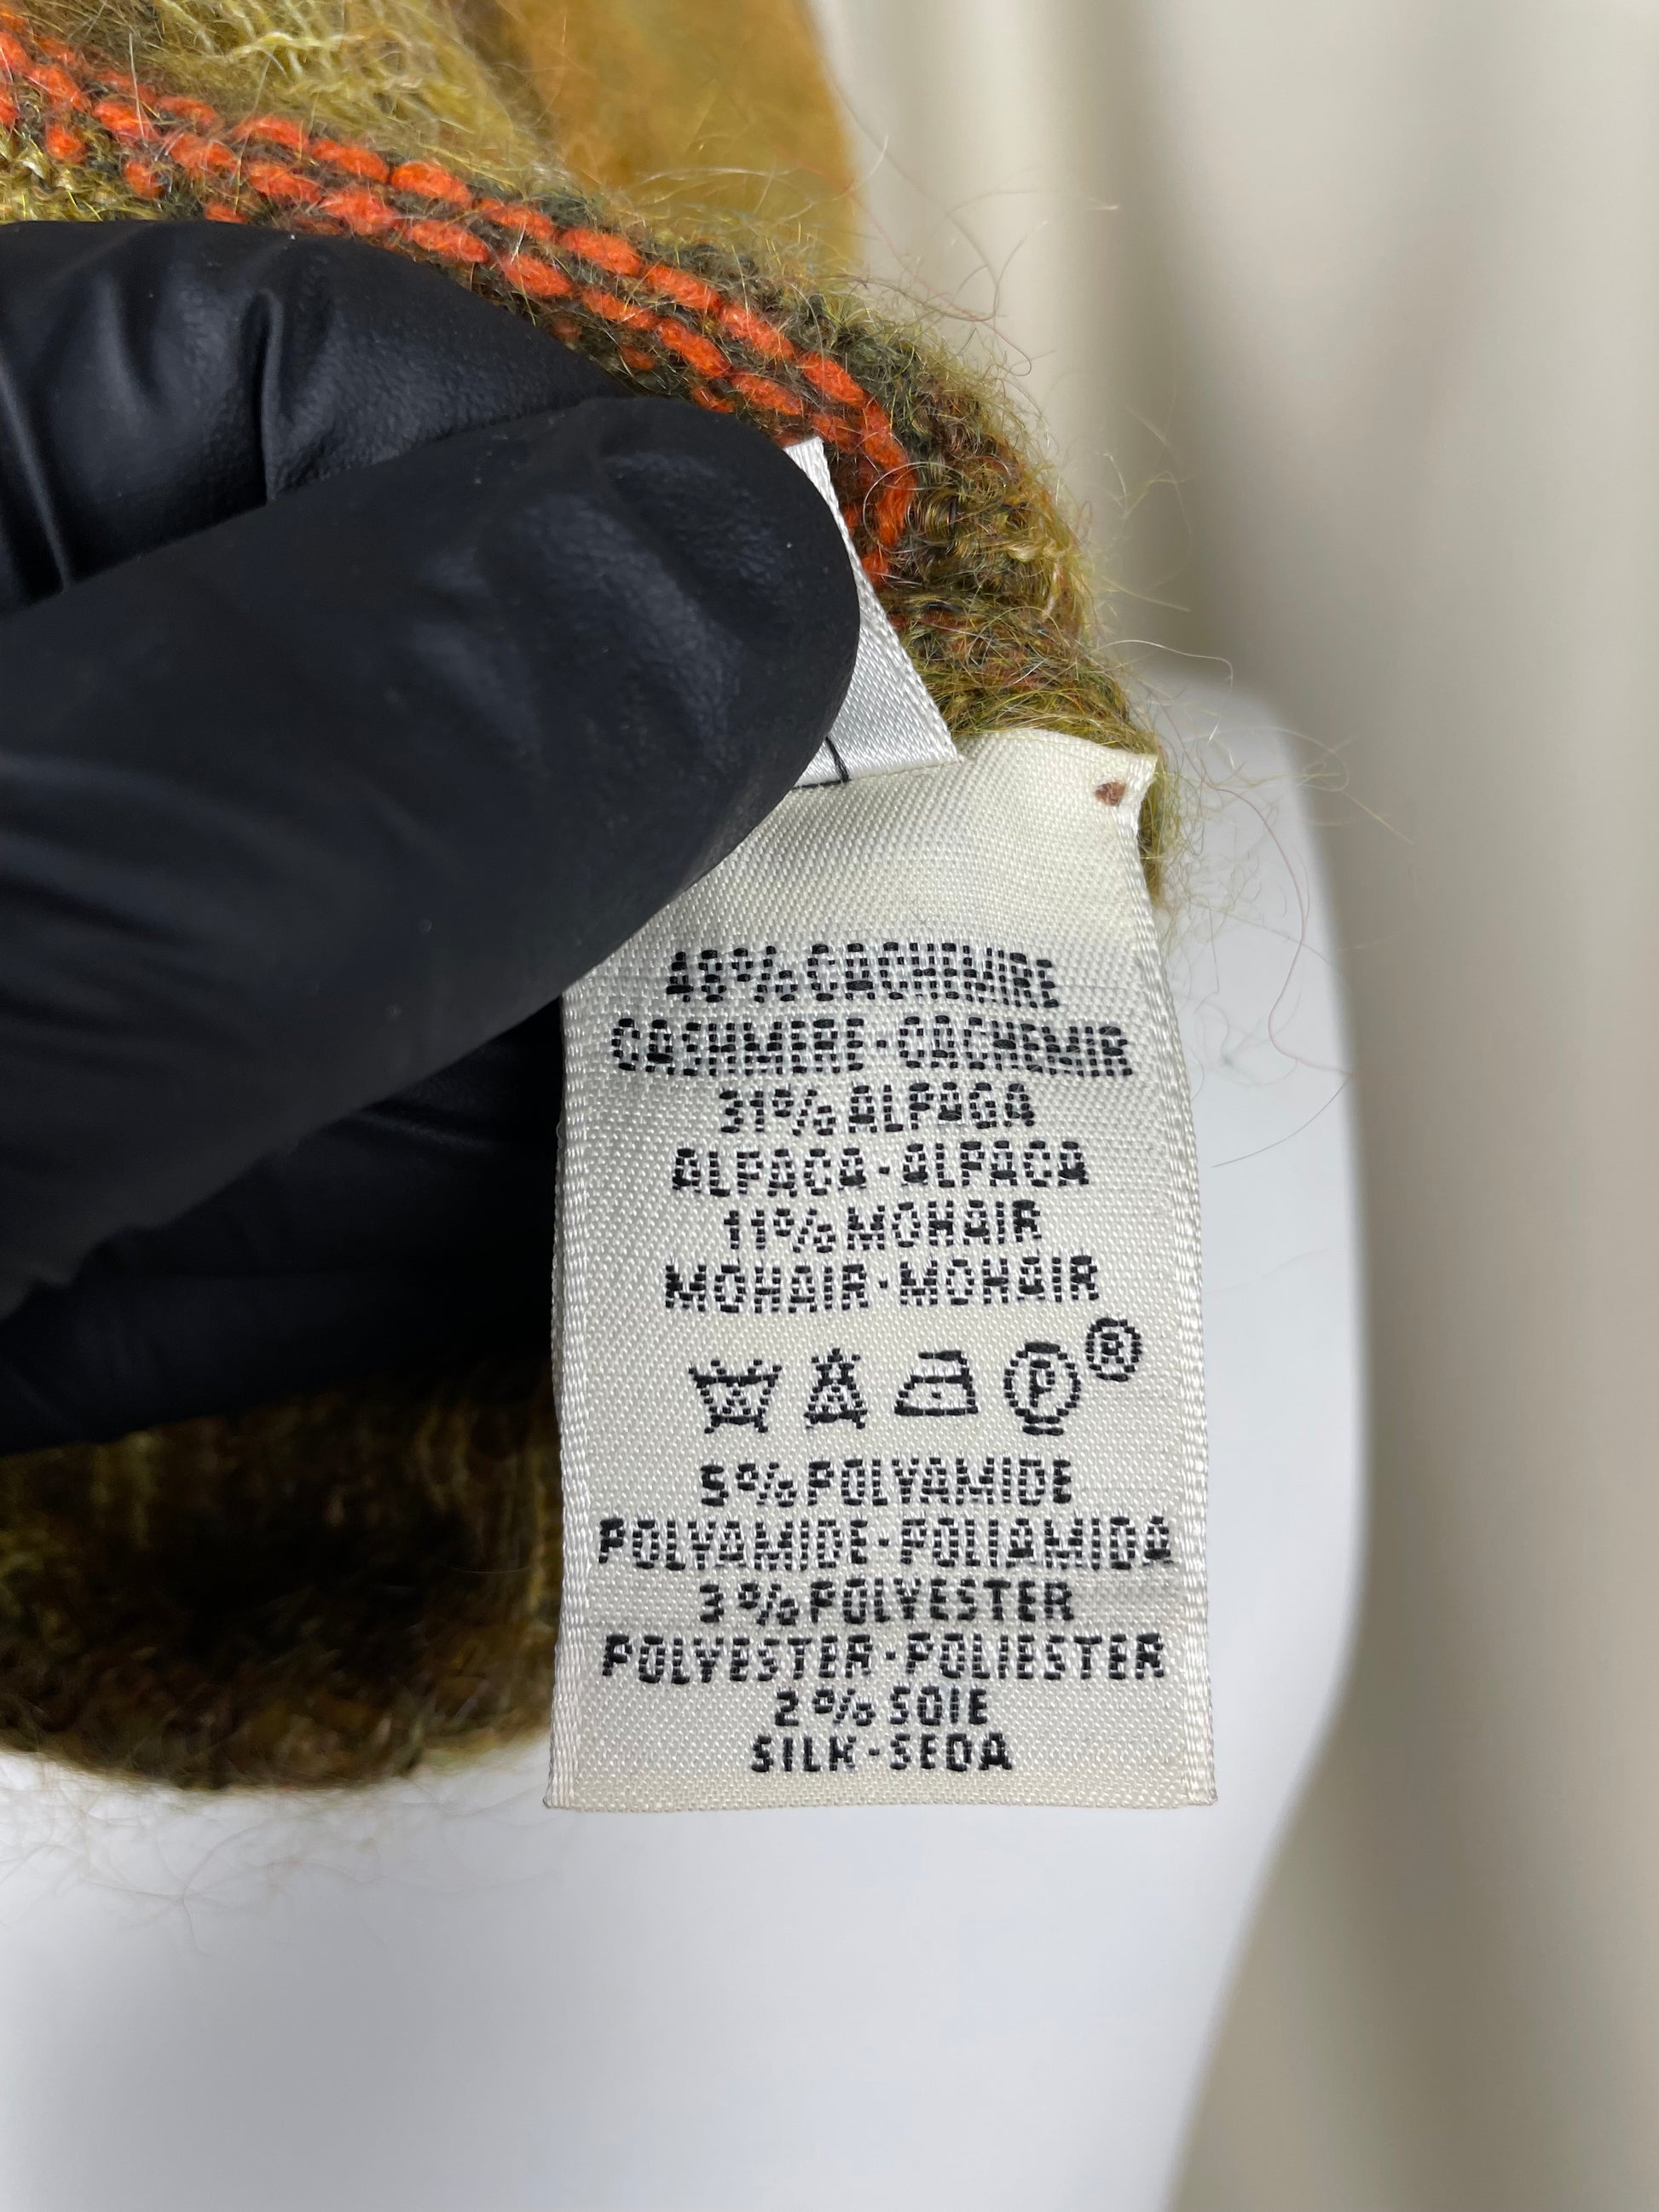 48% CACHEMIRE
CASHMERE·CACHEMIR
31% ALPAGA
ALPACA·ALPACA
11% MOHAIR
MOHAIR·MOHAIR
P ®
5% POLYAMIDE
POLYAMIDE·POLIAMIDA
3% POLYESTER
POLYESTER·POLIESTER
2% SOIE
SILK·SEDA